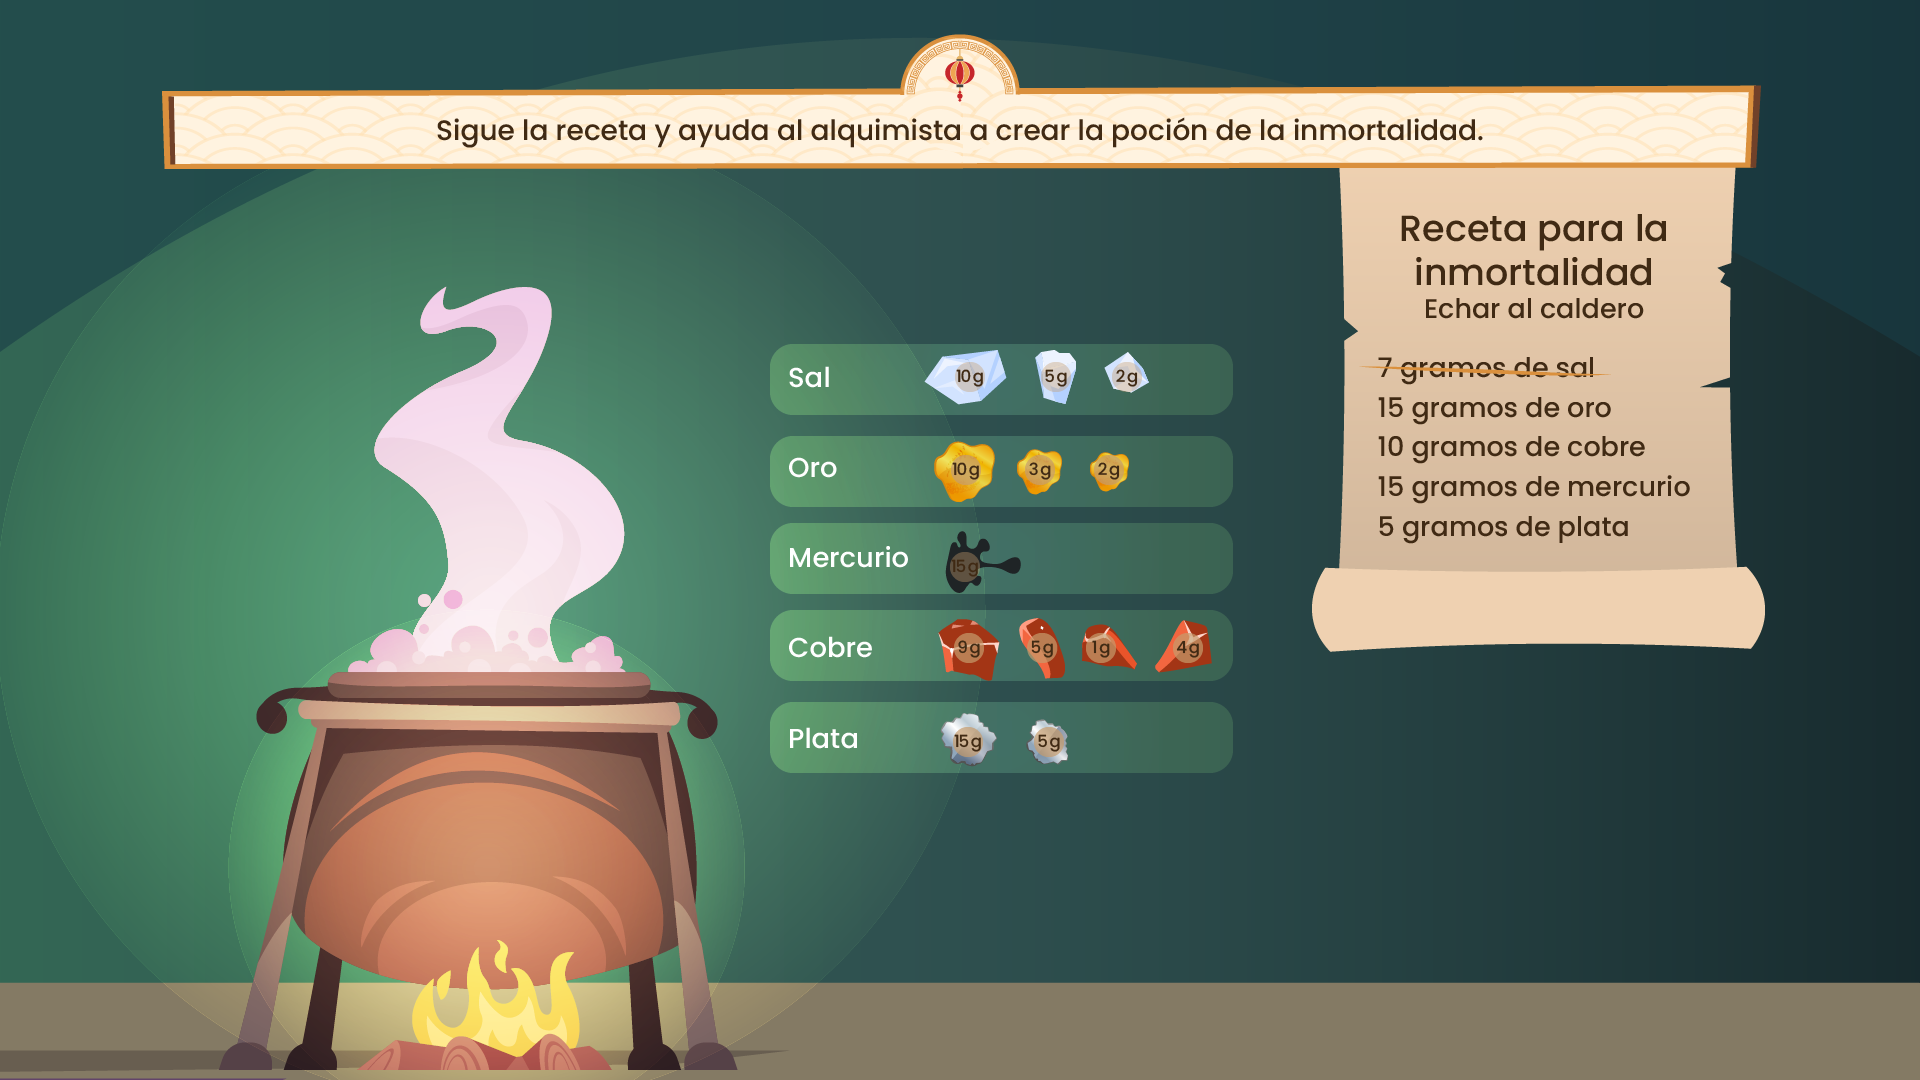 Sigue la receta y ayuda al alquimista a crear la poción de la inmortalidad.
Receta para la
inmortalidad
Echar al caldero
7 gramos de sal
15 gramos de oro
10 gramos de cobre
15 gramos de mercurio
5 gramos de plata
Sal 10g 5g 2g
Oro 10g 3g 2g
Mercurio 15g
Cobre 9g 5g 1g 4g
Plata 15g 5g